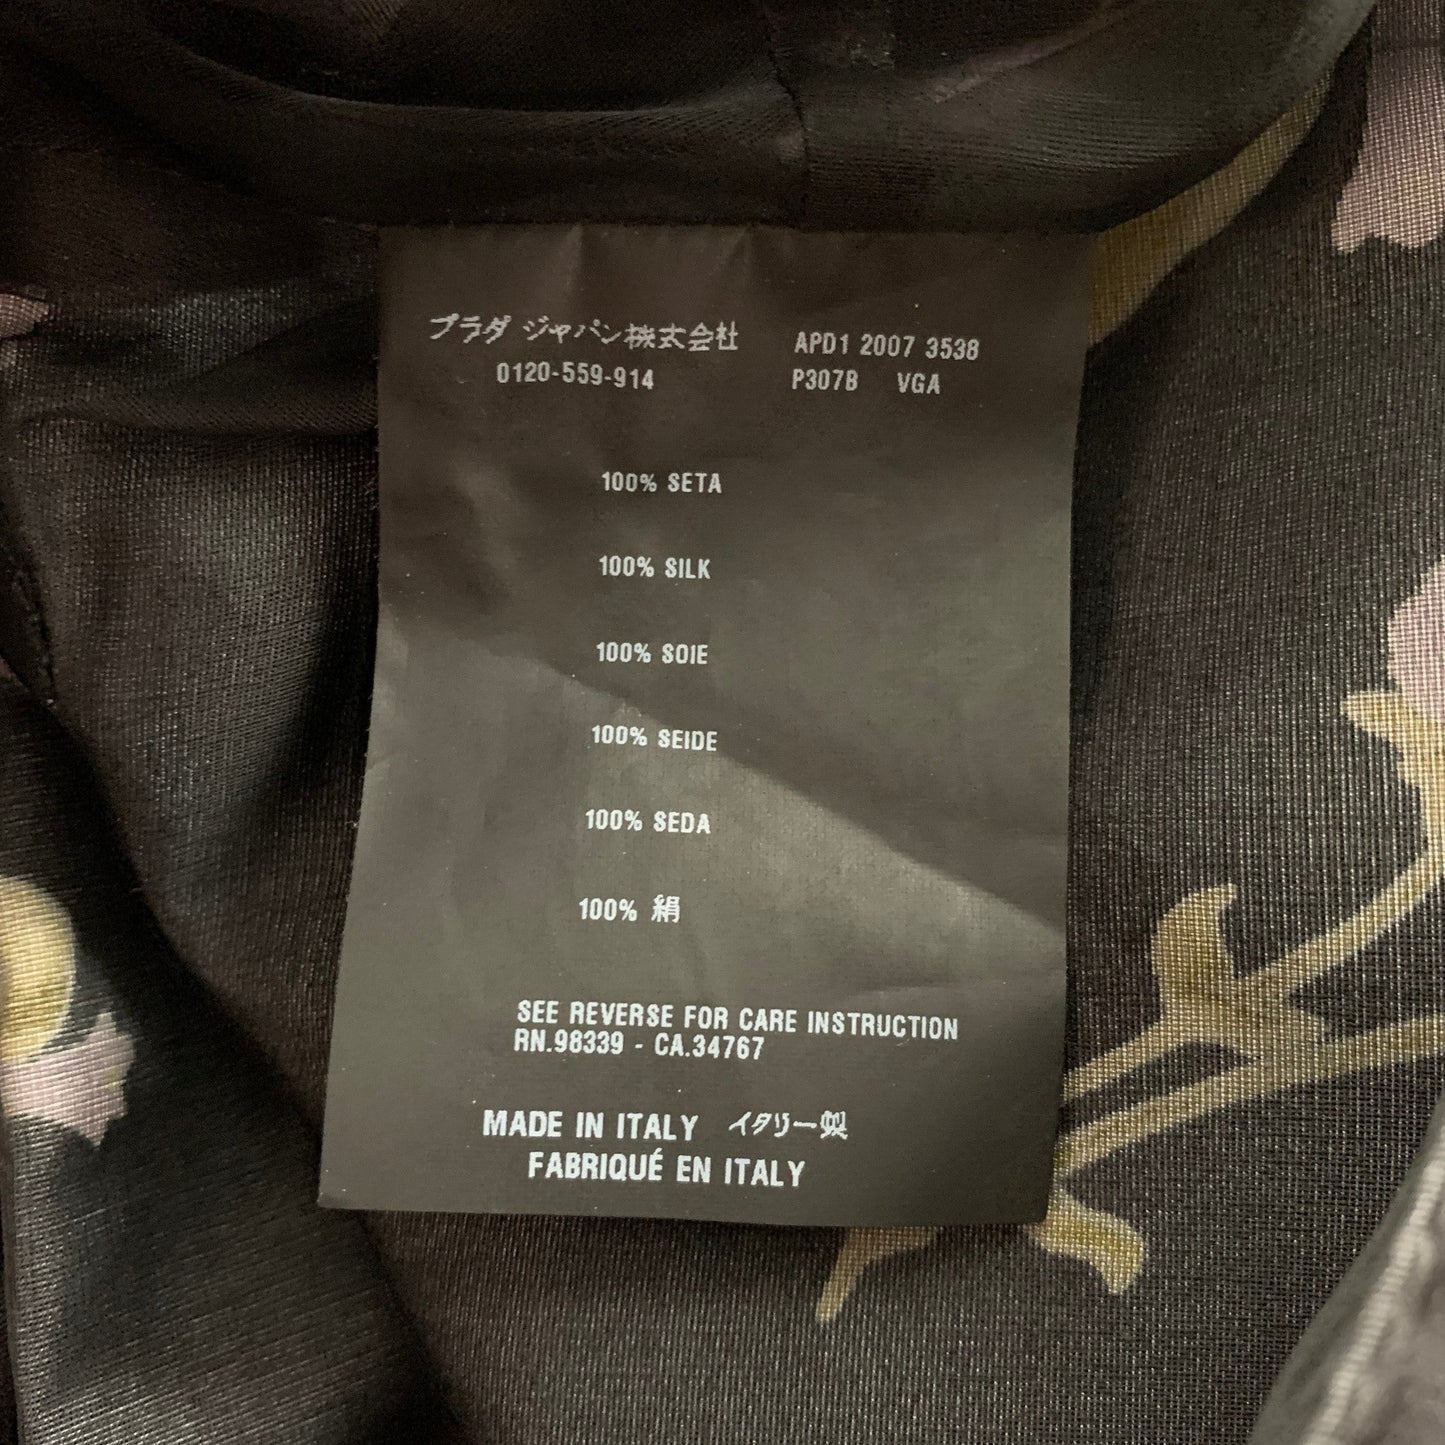 プラダ ジャパン株式会社
0120-559-914
APD1 2007 3538
P307B VGA
100% SETA
100% SILK
100% SOIE
100% SEIDE
100% SEDA
100% 絹
SEE REVERSE FOR CARE INSTRUCTION
RN.98339 - CA.34767
MADE IN ITALY イタリー製
FABRIQUÉ EN ITALY